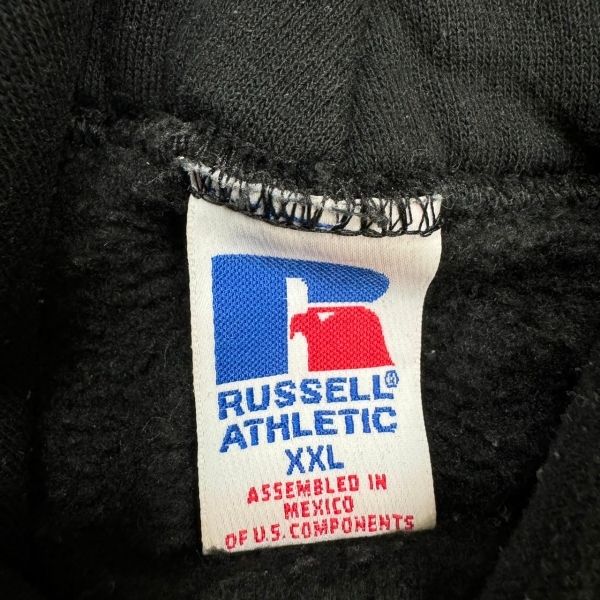 RUSSELL®
ATHLETIC
XXL
ASSEMBLED IN
MEXICO
OF U.S. COMPONENTS